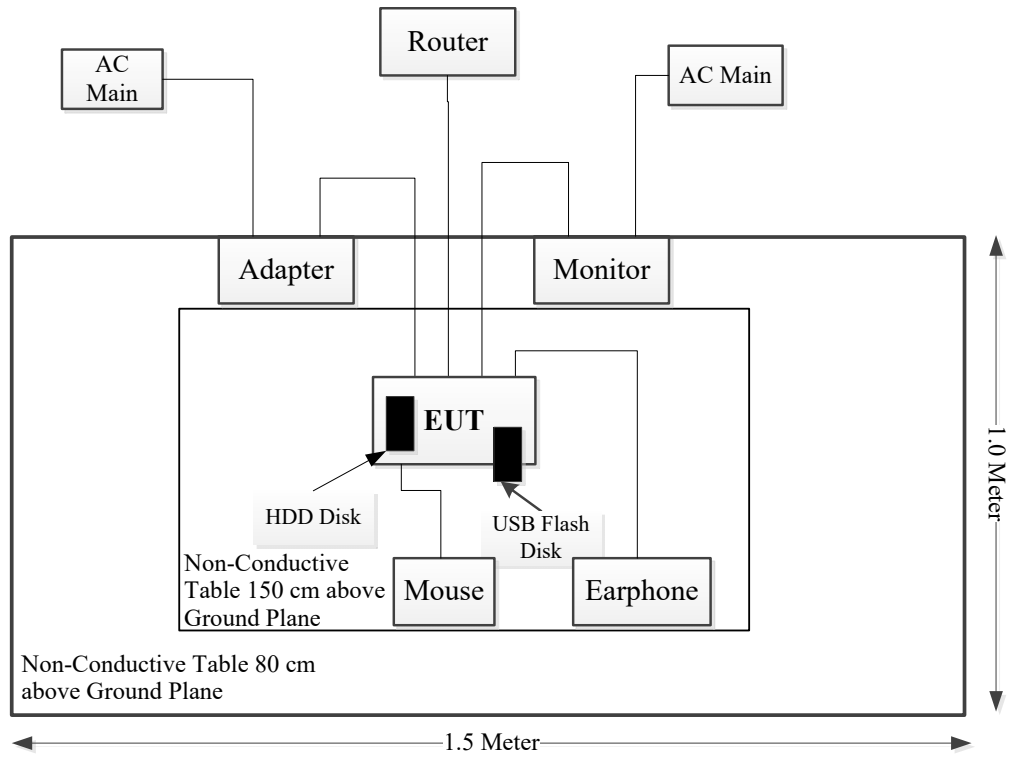 Router
AC
Main
AC Main
Adapter
Monitor
EUT
HDD Disk
USB Flash
Disk
Non-Conductive
Table 150 cm above
Ground Plane
Mouse
Earphone
Non-Conductive Table 80 cm
above Ground Plane
1.0 Meter
1.5 Meter